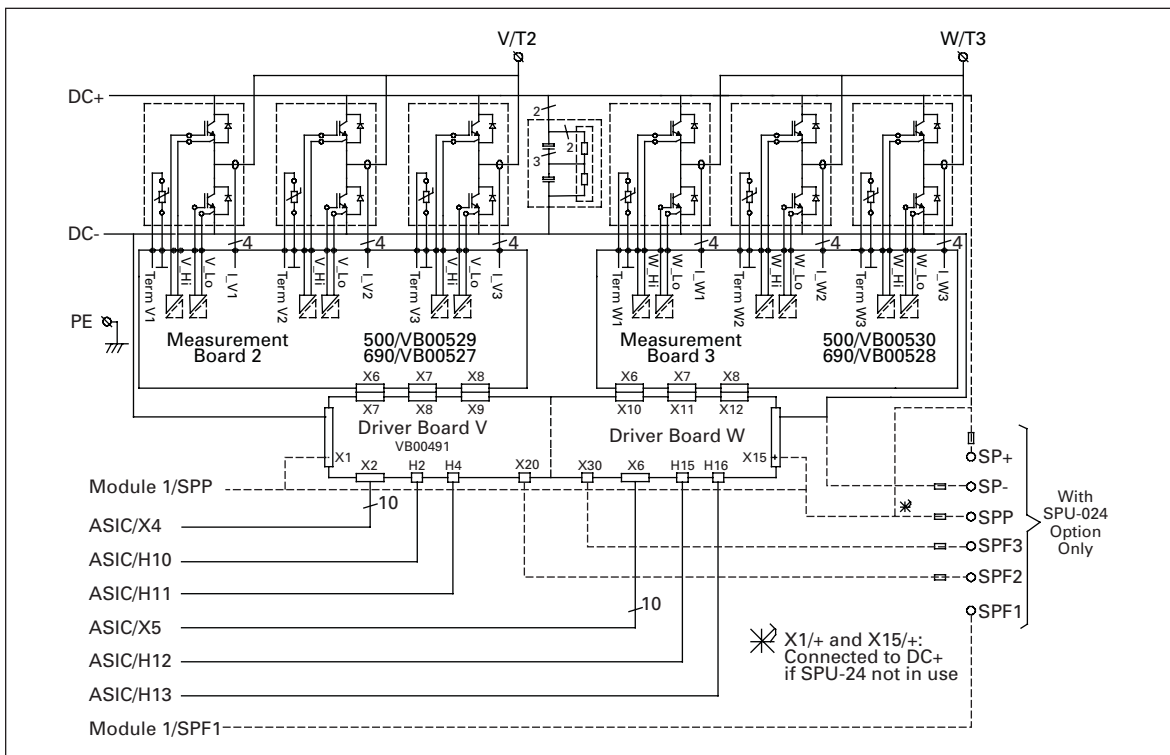 V/T2
W/T3
DC+
2
2
3
DC-
4
4
4
4
4
4
Term V1
V_Hi
V_Lo
I_V1
Term V2
V_Hi
V_Lo
I_V2
Term V3
V_Hi
V_Lo
I_V3
Term W1
W_Hi
W_Lo
I_W1
Term W2
W_Hi
W_Lo
I_W2
Term W3
W_Hi
W_Lo
I_W3
PE
Measurement
Board 2
500/VB00529
690/VB00527
Measurement
Board 3
500/VB00530
690/VB00528
X6 X7 X8
X7 X8 X9
X6 X7 X8
X10 X11 X12
Driver Board V
VB00491
Driver Board W
X1 X2 H2 H4 X20 X30 X6 H15 H16 X15 +
SP+
SP-
SPP
SPF3
SPF2
SPF1
With
SPU-024
Option
Only
Module 1/SPP
10
ASIC/X4
ASIC/H10
ASIC/H11
10
ASIC/X5
ASIC/H12
ASIC/H13
Module 1/SPF1
X1/+ and X15/+:
Connected to DC+
if SPU-24 not in use